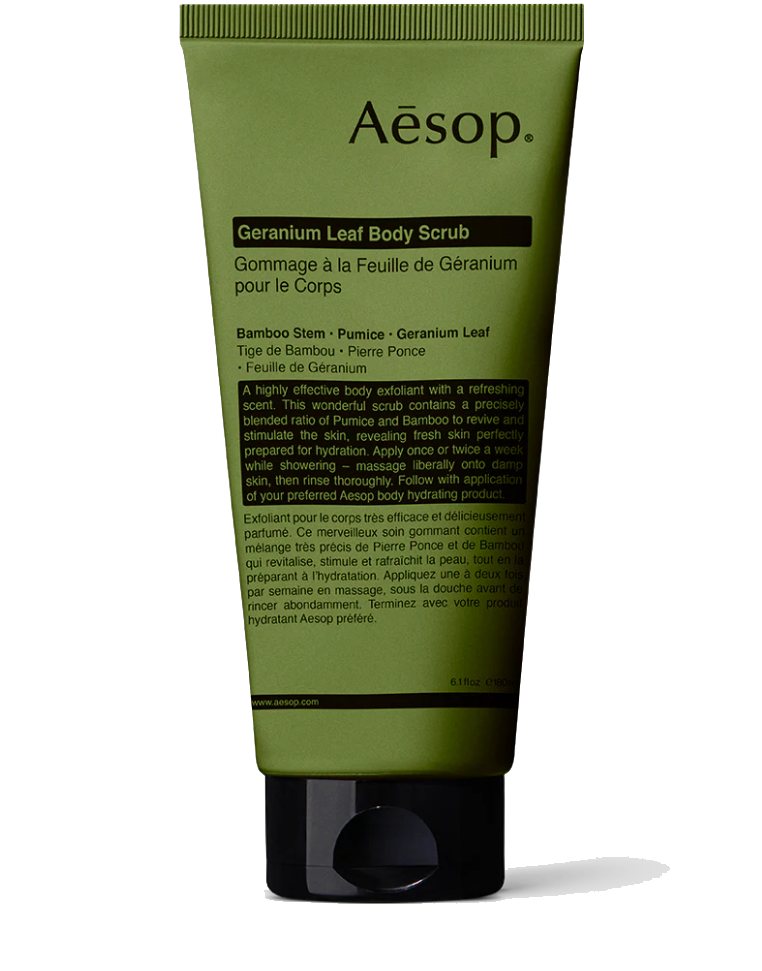 Aēsop.®
Geranium Leaf Body Scrub
Gommage à la Feuille de Géranium
pour le Corps
Bamboo Stem · Pumice · Geranium Leaf
Tige de Bambou · Pierre Ponce
· Feuille de Géranium
A highly effective body exfoliant with a refreshing
scent. This wonderful scrub contains a precisely
blended ratio of Pumice and Bamboo to revive and
stimulate the skin, revealing fresh skin perfectly
prepared for hydration. Apply once or twice a week
while showering – massage liberally onto damp
skin, then rinse thoroughly. Follow with application
of your preferred Aesop body hydrating product.
Exfoliant pour le corps très efficace et délicieusement
parfumé. Ce merveilleux soin gommant contient un
mélange très précis de Pierre Ponce et de Bambou
qui revitalise, stimule et rafraîchit la peau, tout en la
préparant à l'hydratation. Appliquez une à deux fois
par semaine en massage, sous la douche avant de
rincer abondamment. Terminez avec votre produit
hydratant Aesop préféré.
6.1 fl oz ℮180
www.aesop.com